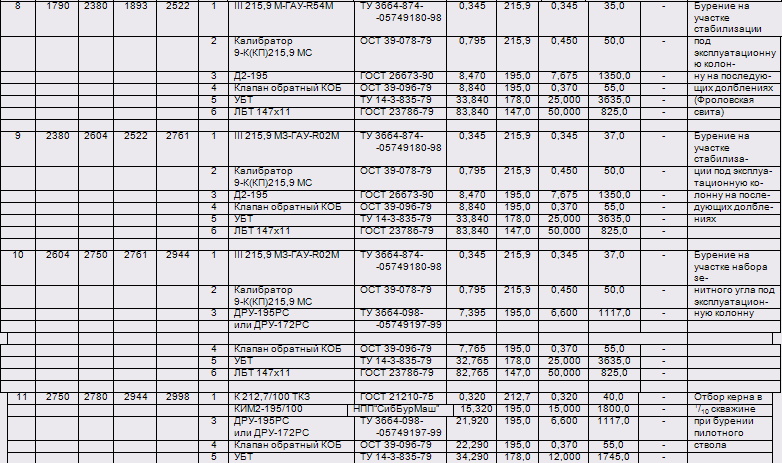 8 1790 2380 1893 2522 1 III 215,9 М-ГАУ-R54M ТУ 3664-874- 0,345 215,9 0,345 35,0 - Бурение на
-05749180-98 участке
стабилизации
2 Калибратор ОСТ 39-078-79 0,795 215,9 0,450 50,0 - под
9-К(КП)215,9 МС эксплуатационну
ю колон-
3 Д2-195 ГОСТ 26673-90 8,470 195,0 7,675 1350,0 - ну на последую-
4 Клапан обратный КОБ ОСТ 39-096-79 8,840 195,0 0,370 55,0 - щих долблениях
5 УБТ ТУ 14-3-835-79 33,840 178,0 25,000 3635,0 - (Фроловская
6 ЛБТ 147х11 ГОСТ 23786-79 83,840 147,0 50,000 825,0 - свита)
9 2380 2604 2522 2761 1 III 215,9 МЗ-ГАУ-R02M ТУ 3664-874- 0,345 215,9 0,345 37,0 - Бурение на
-05749180-98 участке
стабилиза-
2 Калибратор ОСТ 39-078-79 0,795 215,9 0,450 50,0 - ции под эксплуа-
9-К(КП)215,9 МС тационную ко-
3 Д2-195 ГОСТ 26673-90 8,470 195,0 7,675 1350,0 - лонну на после-
4 Клапан обратный КОБ ОСТ 39-096-79 8,840 195,0 0,370 55,0 - дующих долбле-
5 УБТ ТУ 14-3-835-79 33,840 178,0 25,000 3635,0 - ниях
6 ЛБТ 147х11 ГОСТ 23786-79 83,840 147,0 50,000 825,0 -
10 2604 2750 2761 2944 1 III 215,9 МЗ-ГАУ-R02M ТУ 3664-874- 0,345 215,9 0,345 37,0 - Бурение на
-05749180-98 участке набора
зе-
2 Калибратор ОСТ 39-078-79 0,795 215,9 0,450 50,0 - нитного угла под
9-К(КП)215,9 МС эксплуатацион-
3 ДРУ-195РС ТУ 3664-098- 7,395 195,0 6,600 1117,0 - ную колонну
или ДРУ-172РС -05749197-99
4 Клапан обратный КОБ ОСТ 39-096-79 7,765 195,0 0,370 55,0 -
5 УБТ ТУ 14-3-835-79 32,765 178,0 25,000 3635,0 -
6 ЛБТ 147х11 ГОСТ 23786-79 82,765 147,0 50,000 825,0 -
11 2750 2780 2944 2998 1 К 212,7/100 ТКЗ ГОСТ 21210-75 0,320 212,7 0,320 40,0 - Отбор керна в
КИМ2-195/100 НПП"СибБурМаш" 15,320 195,0 15,000 1800,0 - ¹/₁₀ скважине
3 ДРУ-195РС ТУ 3664-098- 21,920 195,0 6,600 1117,0 - при бурении
или ДРУ-172РС -05749197-99 пилотного
4 Клапан обратный КОБ ОСТ 39-096-79 22,290 195,0 0,370 55,0 - ствола
5 УБТ ТУ 14-3-835-79 34,290 178,0 12,000 1745,0 -